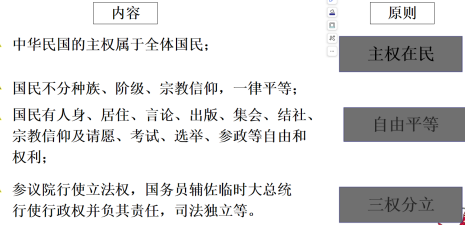 内容
原则
中华民国的主权属于全体国民；
主权在民
国民不分种族、阶级、宗教信仰，一律平等；
国民有人身、居住、言论、出版、集会、结社、
宗教信仰及请愿、考试、选举、参政等自由和
权利；
自由平等
参议院行使立法权，国务员辅佐临时大总统
行使行政权并负其责任，司法独立等。
三权分立